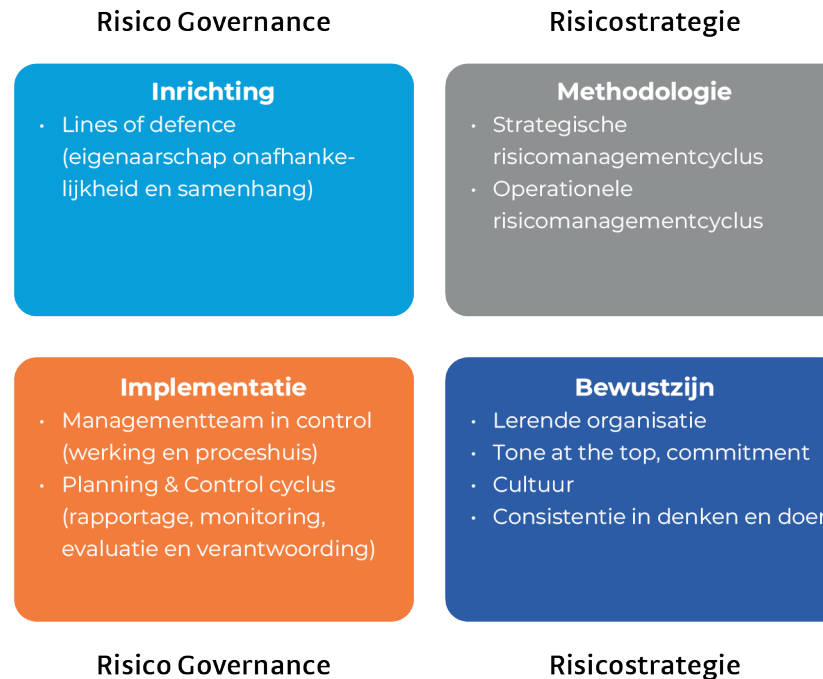 Risico Governance
Risicostrategie
Inrichting
• Lines of defence
(eigenaarschap onafhanke-
lijkheid en samenhang)
Methodologie
• Strategische
risicomanagementcyclus
• Operationele
risicomanagementcyclus
Implementatie
• Managementteam in control
(werking en proceshuis)
• Planning & Control cyclus
(rapportage, monitoring,
evaluatie en verantwoording)
Bewustzijn
• Lerende organisatie
• Tone at the top, commitment
• Cultuur
• Consistentie in denken en
Risico Governance
Risicostrategie